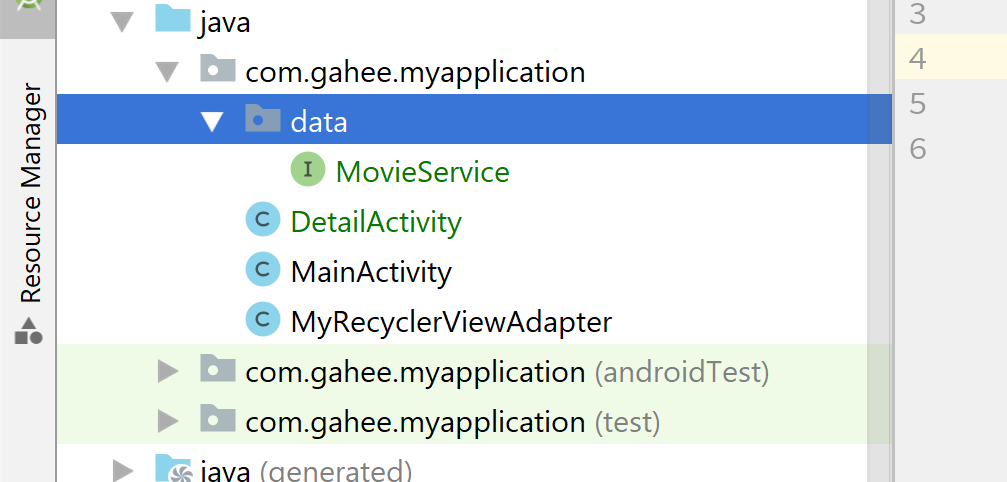 java
3
com.gahee.myapplication
4
data
5
I MovieService
6
C DetailActivity
C MainActivity
C MyRecyclerViewAdapter
com.gahee.myapplication (androidTest)
com.gahee.myapplication (test)
java (generated)
Resource Manager